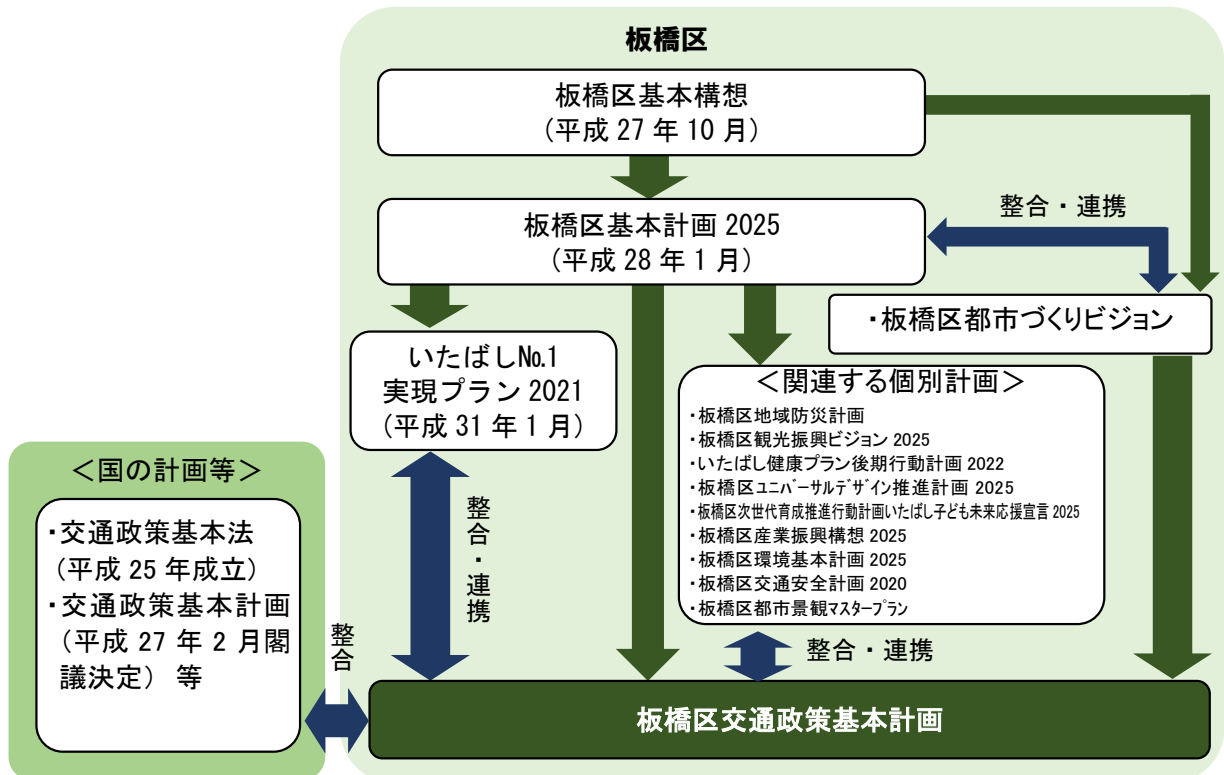 板橋区
板橋区基本構想
（平成 27 年 10 月）
整合・連携
板橋区基本計画 2025
（平成 28 年 1 月）
・板橋区都市づくりビジョン
いたばし№1
実現プラン 2021
（平成 31 年 1 月）
＜関連する個別計画＞
・板橋区地域防災計画
・板橋区観光振興ビジョン 2025
・いたばし健康プラン後期行動計画 2022
・板橋区ﾕﾆﾊﾞｰｻﾙﾃﾞｻﾞｲﾝ推進計画 2025
・板橋区次世代育成推進行動計画いたばし子ども未来応援宣言 2025
・板橋区産業振興構想 2025
・板橋区環境基本計画 2025
・板橋区交通安全計画 2020
・板橋区都市景観マスタープラン
＜国の計画等＞
・交通政策基本法
（平成 25 年成立）
・交通政策基本計画
（平成 27 年 2 月閣
議決定） 等
整合・連携
整合
整合・連携
板橋区交通政策基本計画